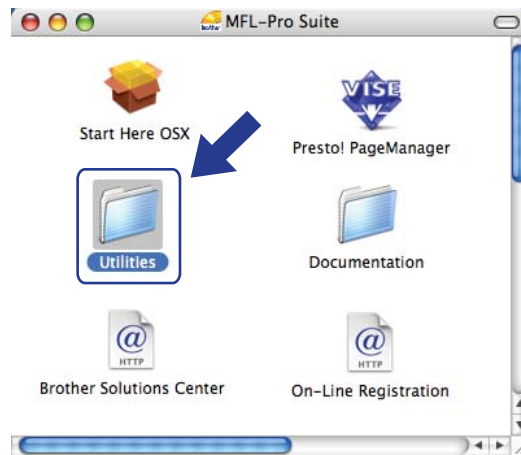 brother MFL-Pro Suite
Start Here OSX
VISE
Presto! PageManager
Utilities
Documentation
@
HTTP
@
HTTP
Brother Solutions Center
On-Line Registration